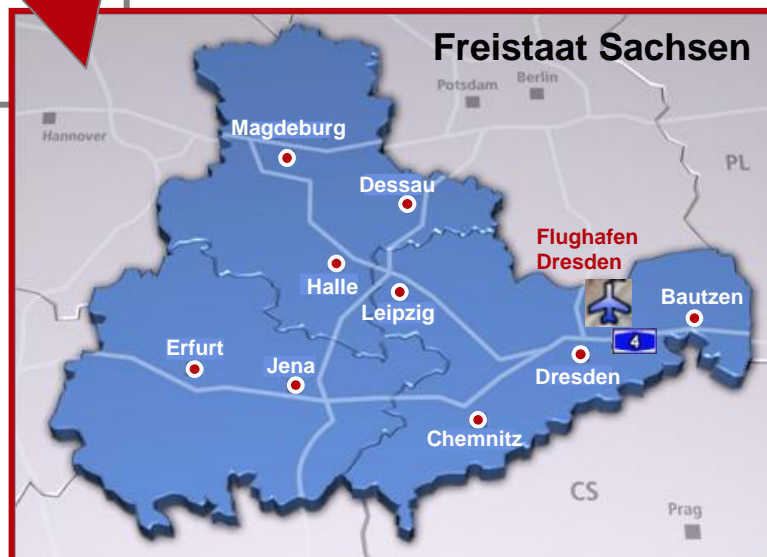 Freistaat Sachsen
Potsdam
Berlin
Hannover
Magdeburg
PL
Dessau
Flughafen
Dresden
Halle
Leipzig
Bautzen
4
Erfurt
Jena
Dresden
Chemnitz
CS
Prag